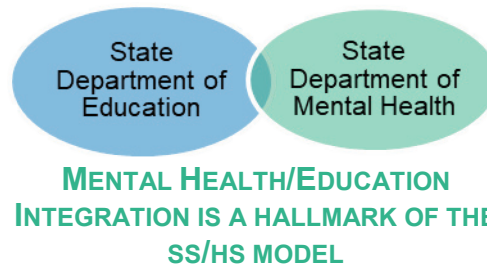 State
Department of
Education
State
Department of
Mental Health
MENTAL HEALTH/EDUCATION
INTEGRATION IS A HALLMARK OF THE
SS/HS MODEL